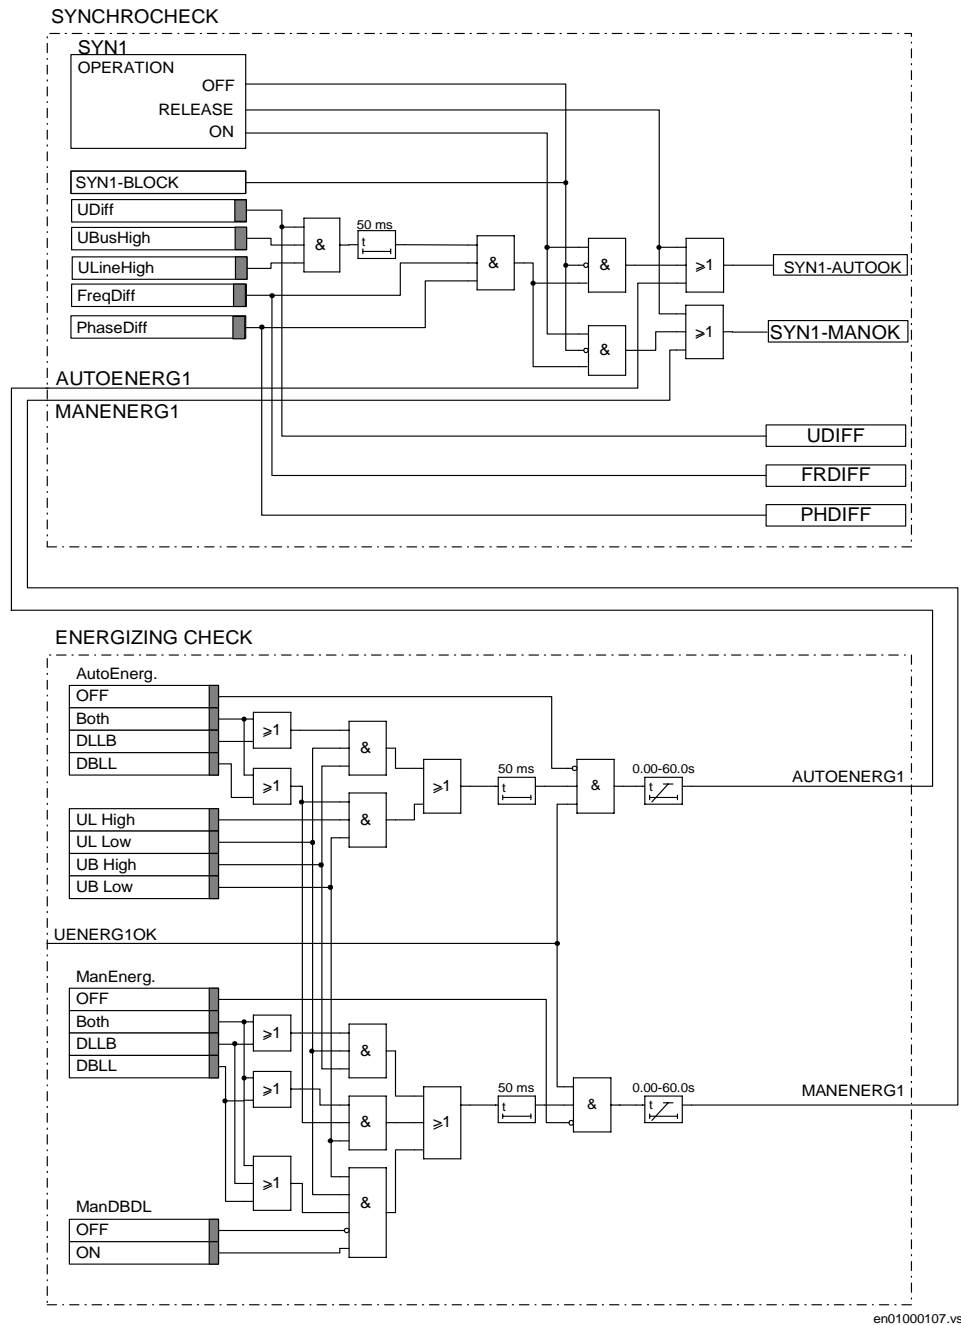 SYNCHROCHECK
SYN1
OPERATION
OFF
RELEASE
ON
SYN1-BLOCK
UDiff
UBusHigh
ULineHigh
FreqDiff
PhaseDiff
&
50 ms
t
&
&
&
⩾1
⩾1
SYN1-AUTOOK
SYN1-MANOK
AUTOENERG1
MANENERG1
UDIFF
FRDIFF
PHDIFF
ENERGIZING CHECK
AutoEnerg.
OFF
Both
DLLB
DBLL
⩾1
⩾1
&
&
⩾1
50 ms
t
&
0.00-60.0s
t
AUTOENERG1
UL High
UL Low
UB High
UB Low
UENERG1OK
ManEnerg.
OFF
Both
DLLB
DBLL
⩾1
⩾1
⩾1
&
&
&
⩾1
50 ms
t
&
0.00-60.0s
t
MANENERG1
ManDBDL
OFF
ON
en01000107.vs